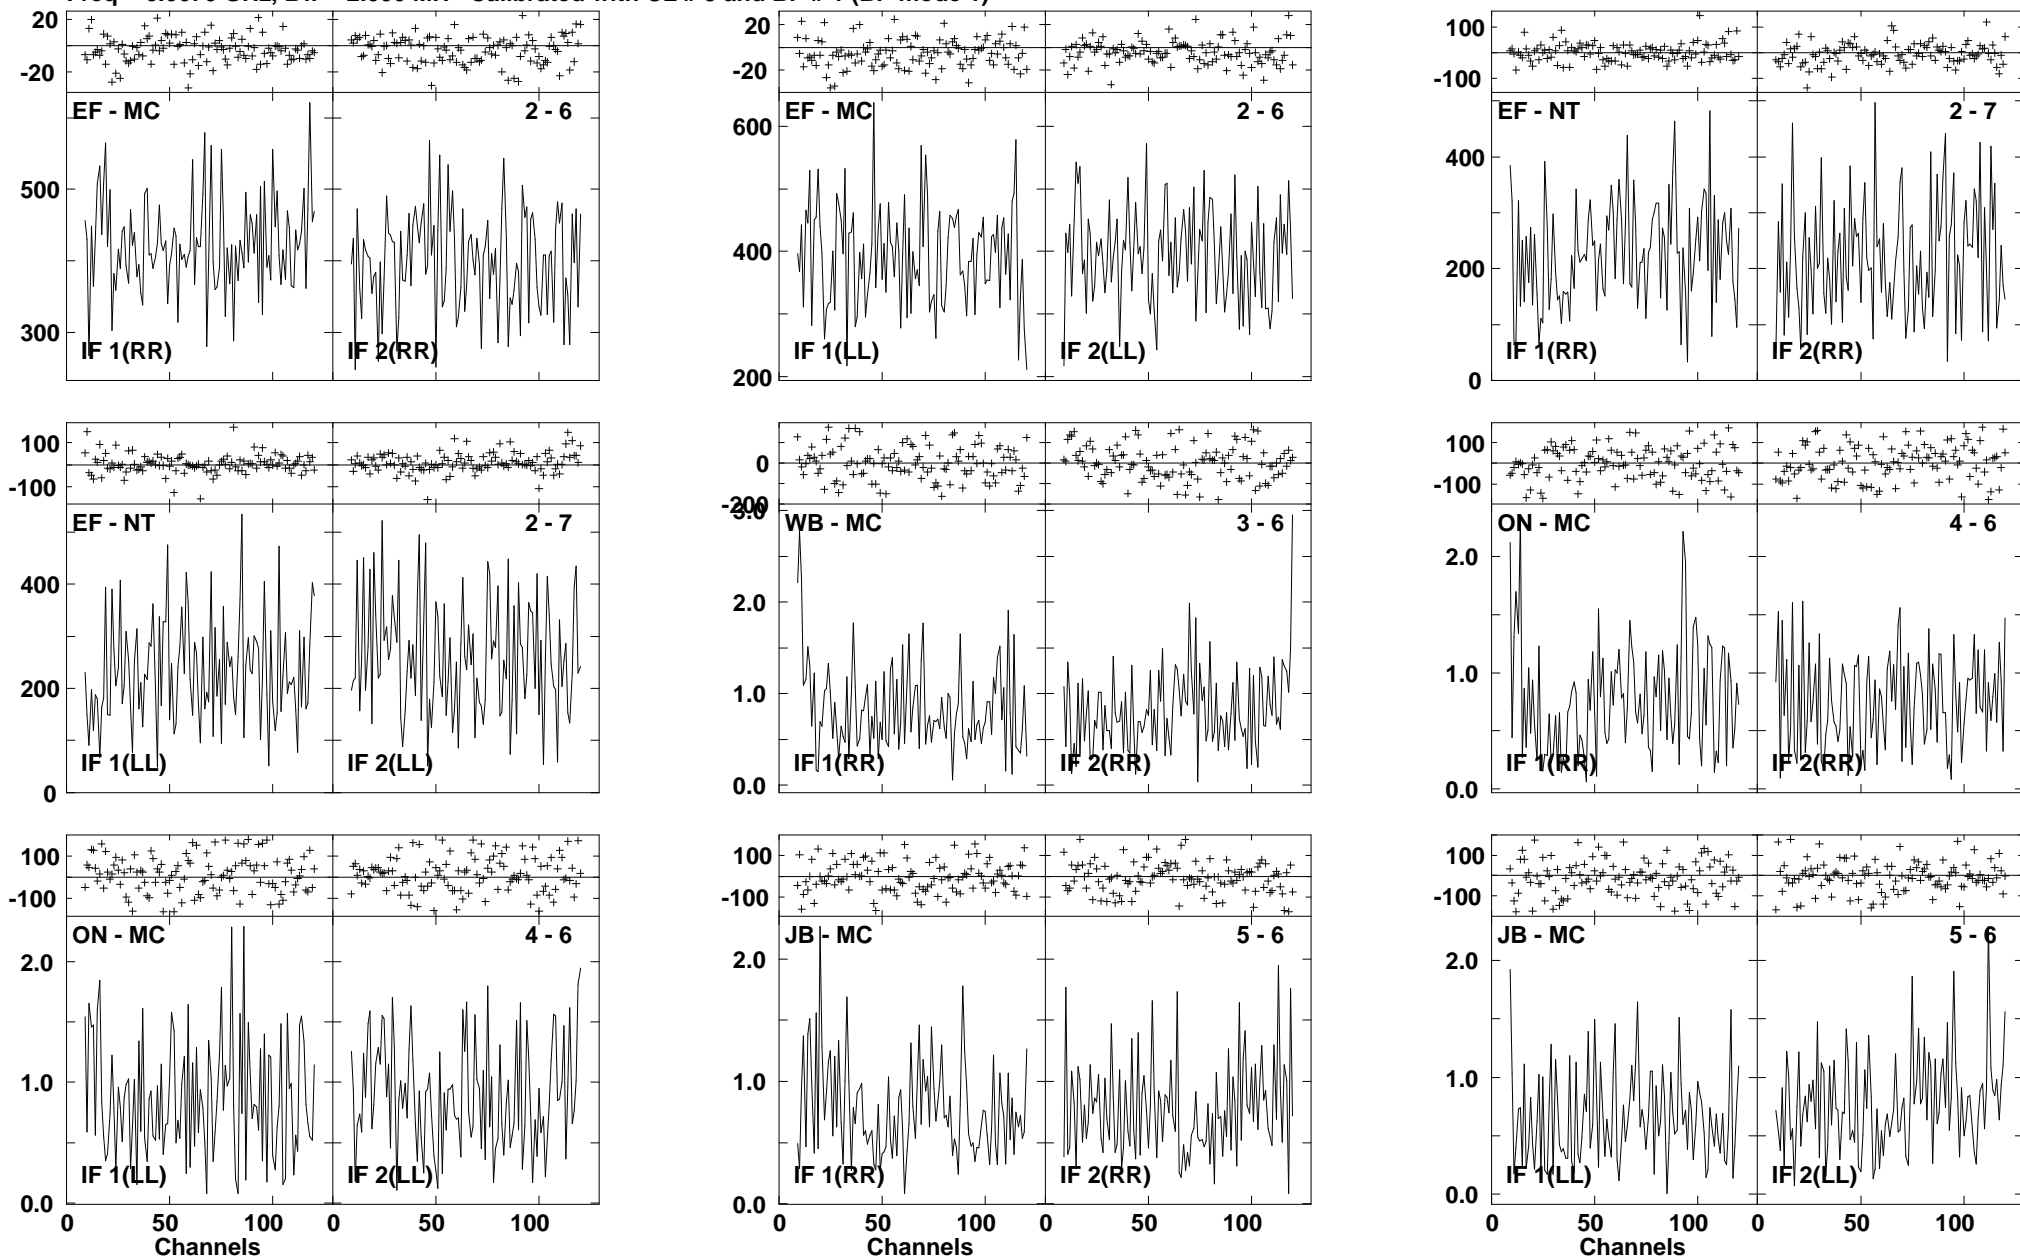 20
-20
EF - MC
2 - 6
500
300
IF 1(RR)
IF 2(RR)
20
-20
EF - MC
2 - 6
600
400
200
IF 1(LL)
IF 2(LL)
100
-100
EF - NT
2 - 7
400
200
0
IF 1(RR)
IF 2(RR)
100
-100
EF - NT
2 - 7
400
200
0
IF 1(LL)
IF 2(LL)
0
-200
3.0
WB - MC
3 - 6
2.0
1.0
0.0
IF 1(RR)
IF 2(RR)
100
-100
ON - MC
4 - 6
2.0
1.0
0.0
IF 1(RR)
IF 2(RR)
100
-100
ON - MC
4 - 6
2.0
1.0
0.0
IF 1(LL)
IF 2(LL)
0 100 0 50 100
Channels
100
-100
JB - MC
5 - 6
2.0
1.0
0.0
IF 1(RR)
IF 2(RR)
0 50 100 0 50 100
Channels
100
-100
JB - MC
5 - 6
2.0
1.0
0.0
IF 1(LL)
IF 2(LL)
0 50 100 0 50 100
Channels